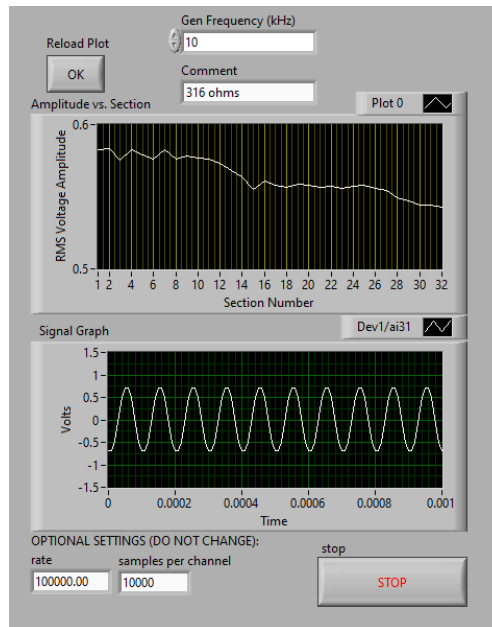 Gen Frequency (kHz)
Reload Plot
10
OK
Comment
316 ohms
Amplitude vs. Section
Plot 0
RMS Voltage Amplitude
0.6
0.5
1 2 4 6 8 10 12 14 16 18 20 22 24 26 28 30 32
Section Number
Signal Graph
Dev1/ai31
Volts
1.5
1
0.5
0
-0.5
-1
-1.5
0 0.0002 0.0004 0.0006 0.0008 0.001
Time
OPTIONAL SETTINGS (DO NOT CHANGE):
stop
rate samples per channel
100000.00 10000
STOP